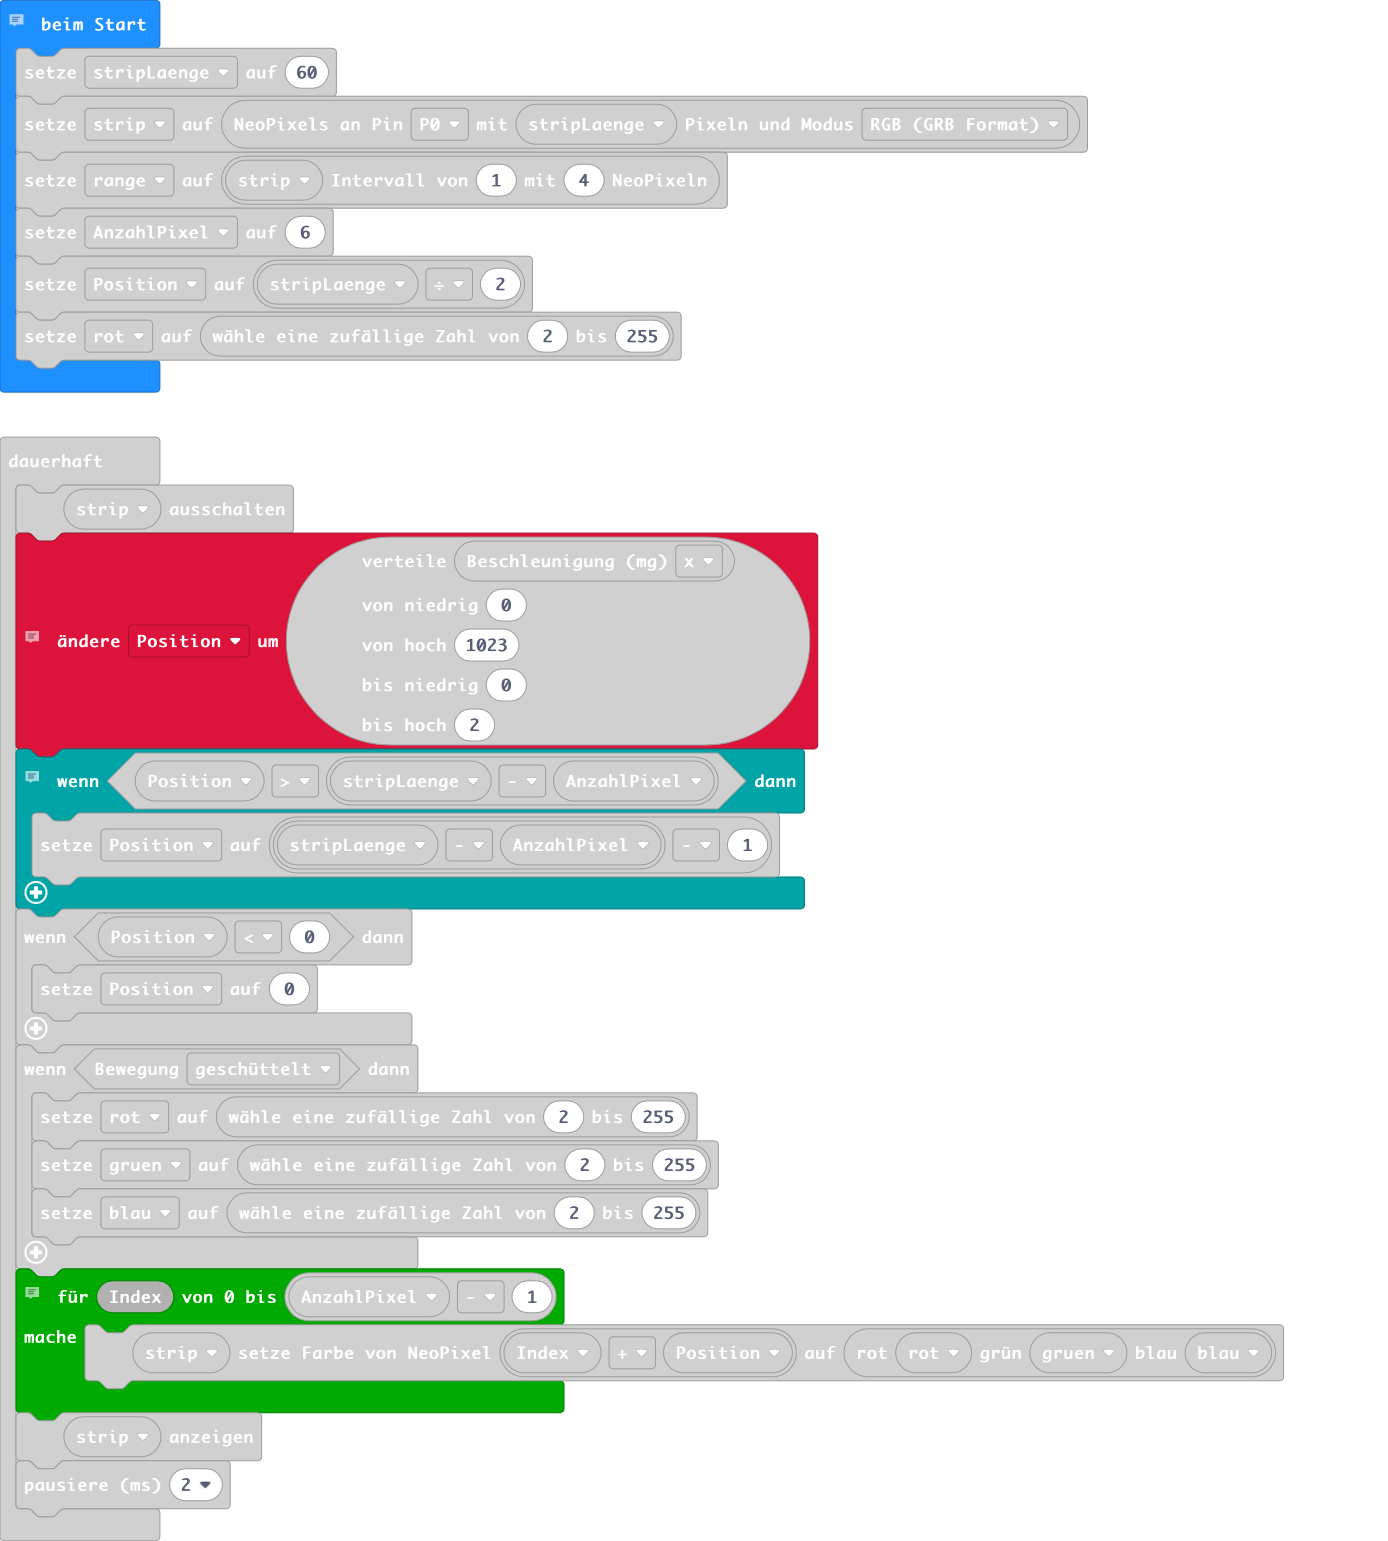 beim Start
setze stripLaenge auf 60
setze strip auf NeoPixels an Pin P0 mit stripLaenge Pixeln und Modus RGB (GRB Format)
setze range auf strip Intervall von 1 mit 4 NeoPixeln
setze AnzahlPixel auf 6
setze Position auf stripLaenge ÷ 2
setze rot auf wähle eine zufällige Zahl von 2 bis 255
dauerhaft
strip ausschalten
verteile Beschleunigung (mg) x
von niedrig 0
ändere Position um von hoch 1023
bis niedrig 0
bis hoch 2
wenn Position > stripLaenge - AnzahlPixel dann
setze Position auf stripLaenge - AnzahlPixel - 1
wenn Position < 0 dann
setze Position auf 0
wenn Bewegung geschüttelt dann
setze rot auf wähle eine zufällige Zahl von 2 bis 255
setze gruen auf wähle eine zufällige Zahl von 2 bis 255
setze blau auf wähle eine zufällige Zahl von 2 bis 255
für Index von 0 bis AnzahlPixel - 1
mache
strip setze Farbe von NeoPixel Index + Position auf rot rot grün gruen blau blau
strip anzeigen
pausiere (ms) 2